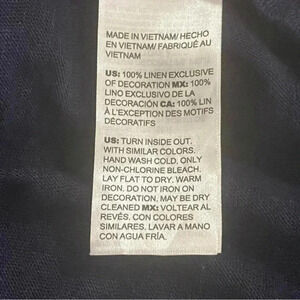 MADE IN VIETNAM/ HECHO
EN VIETNAM/ FABRIQUÉ AU
VIETNAM
US: 100% LINEN EXCLUSIVE
OF DECORATION MX: 100%
LINO EXCLUSIVO DE LA
DECORACIÓN CA: 100% LIN
À L'EXCEPTION DES MOTIFS
DÉCORATIFS
US: TURN INSIDE OUT.
WITH SIMILAR COLORS.
HAND WASH COLD. ONLY
NON-CHLORINE BLEACH.
LAY FLAT TO DRY. WARM
IRON. DO NOT IRON ON
DECORATION. MAY BE DRY
CLEANED MX: VOLTEAR AL
REVÉS. CON COLORES
SIMILARES. LAVAR A MANO
CON AGUA FRÍA.